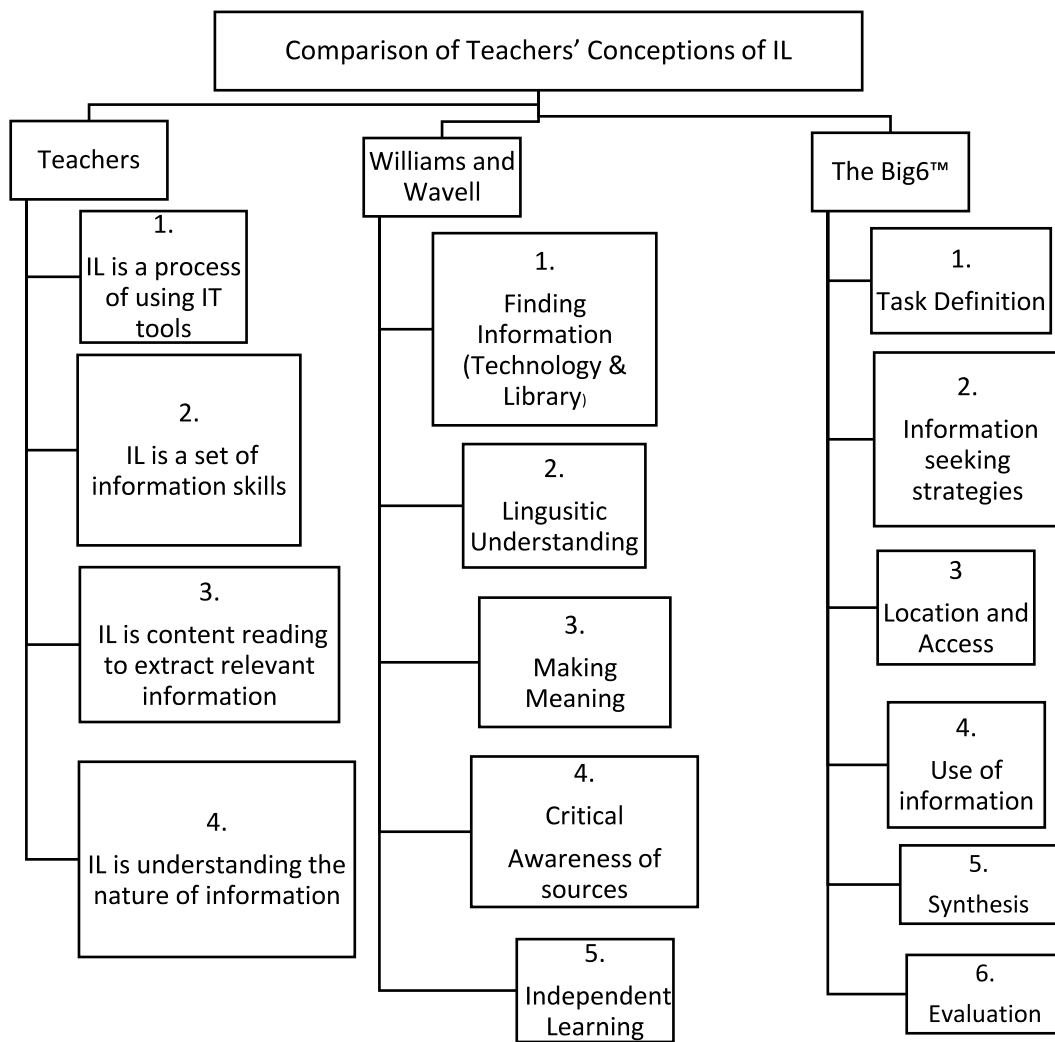 Comparison of Teachers’ Conceptions of IL
Teachers
1.
IL is a process
of using IT
tools
2.
IL is a set of
information skills
3.
IL is content reading
to extract relevant
information
4.
IL is understanding the
nature of information
Williams and
Wavell
1.
Finding
Information
(Technology &
Library)
2.
Lingusitic
Understanding
3.
Making
Meaning
4.
Critical
Awareness of
sources
5.
Independent
Learning
The Big6™
1.
Task Definition
2.
Information
seeking
strategies
3
Location and
Access
4.
Use of
information
5.
Synthesis
6.
Evaluation